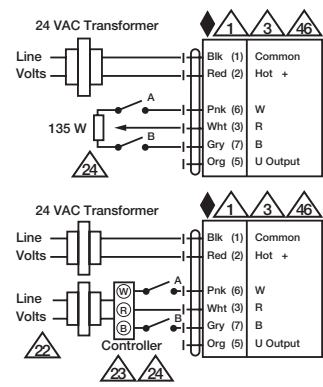 24 VAC Transformer
1 3 46
Line Volts
Blk (1) Common
Red (2) Hot +
A
Pnk (6) W
135 W
Wht (3) R
B
Gry (7) B
24
Org (5) U Output
24 VAC Transformer
1 3 46
Line Volts
Blk (1) Common
Red (2) Hot +
A
W
Pnk (6) W
Line Volts
R
Wht (3) R
B
B
Gry (7) B
22
Controller
Org (5) U Output
23 24